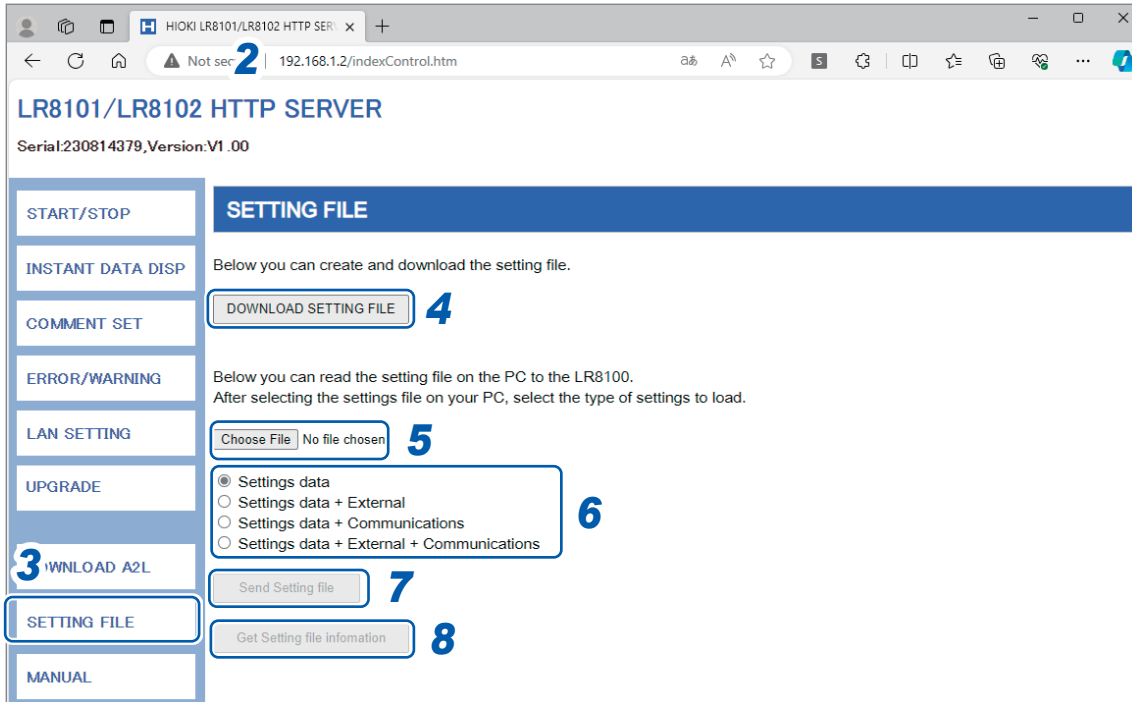 HIOKI LR8101/LR8102 HTTP SER
Not sec 2 192.168.1.2/indexControl.htm
LR8101/LR8102 HTTP SERVER
Serial:230814379,Version:V1.00
START/STOP
INSTANT DATA DISP
COMMENT SET
ERROR/WARNING
LAN SETTING
UPGRADE
3 WNLOAD A2L
SETTING FILE
MANUAL
SETTING FILE
Below you can create and download the setting file.
DOWNLOAD SETTING FILE 4
Below you can read the setting file on the PC to the LR8100.
After selecting the settings file on your PC, select the type of settings to load.
Choose File No file chosen 5
Settings data
Settings data + External
Settings data + Communications
Settings data + External + Communications
6
Send Setting file 7
Get Setting file infomation 8